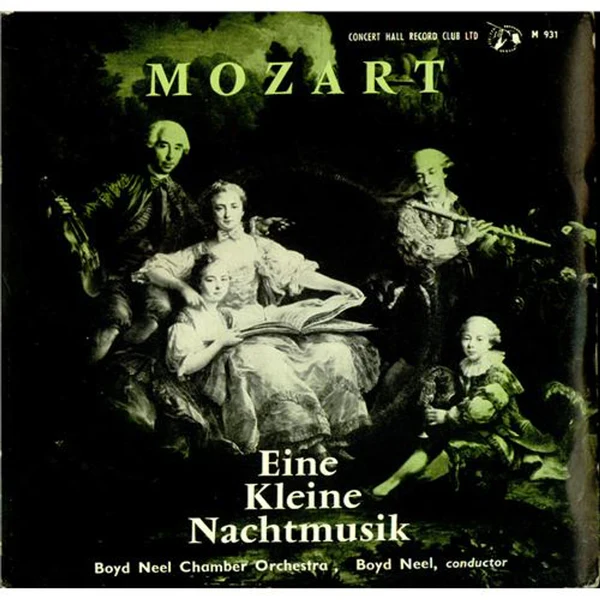 CONCERT HALL RECORD CLUB LTD M 931
MOZART
Eine
Kleine
Nachtmusik
Boyd Neel Chamber Orchestra, Boyd Neel, conductor